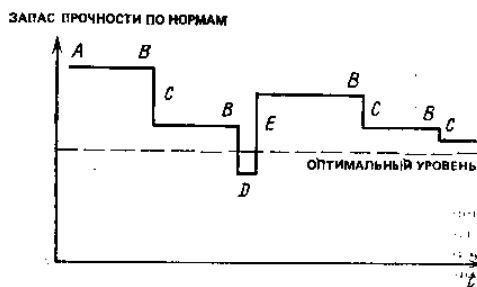 ЗАПАС ПРОЧНОСТИ ПО НОРМАМ
A B B
C B E C B C
ОПТИМАЛЬНЫЙ УРОВЕНЬ
D
t